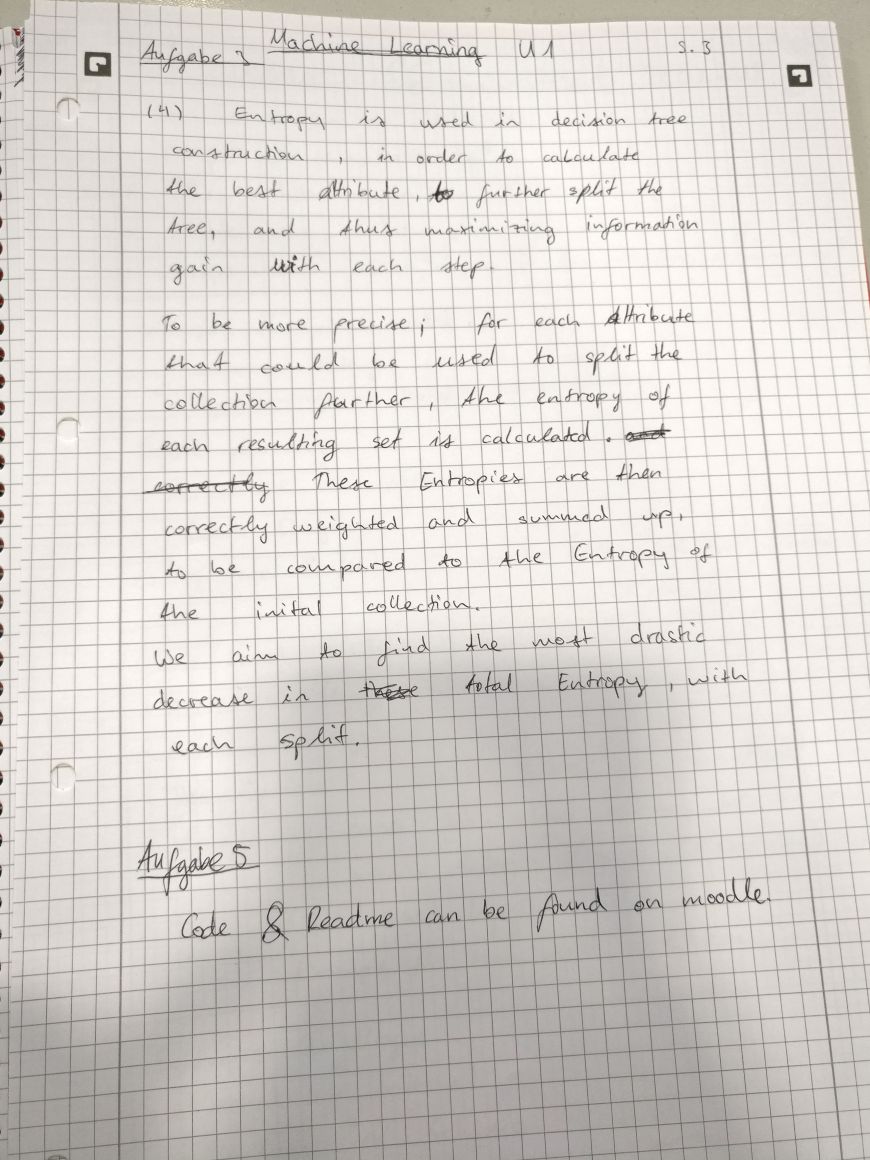 Machine Learning U1 S. 3
Aufgabe 3
(4) Entropy is used in decision tree
construction, in order to calculate
the best attribute, to further split the
tree, and thus maximizing information
gain with each step.
To be more precise; for each Attribute
that could be used to split the
collection further, the entropy of
each resulting set is calculated. and
correctly These Entropies are then
correctly weighted and summed up,
to be compared to the Entropy of
the inital collection.
We aim to find the most drastic
decrease in these total Entropy, with
each split.
Aufgabe 5
Code & Readme can be found on moodle.